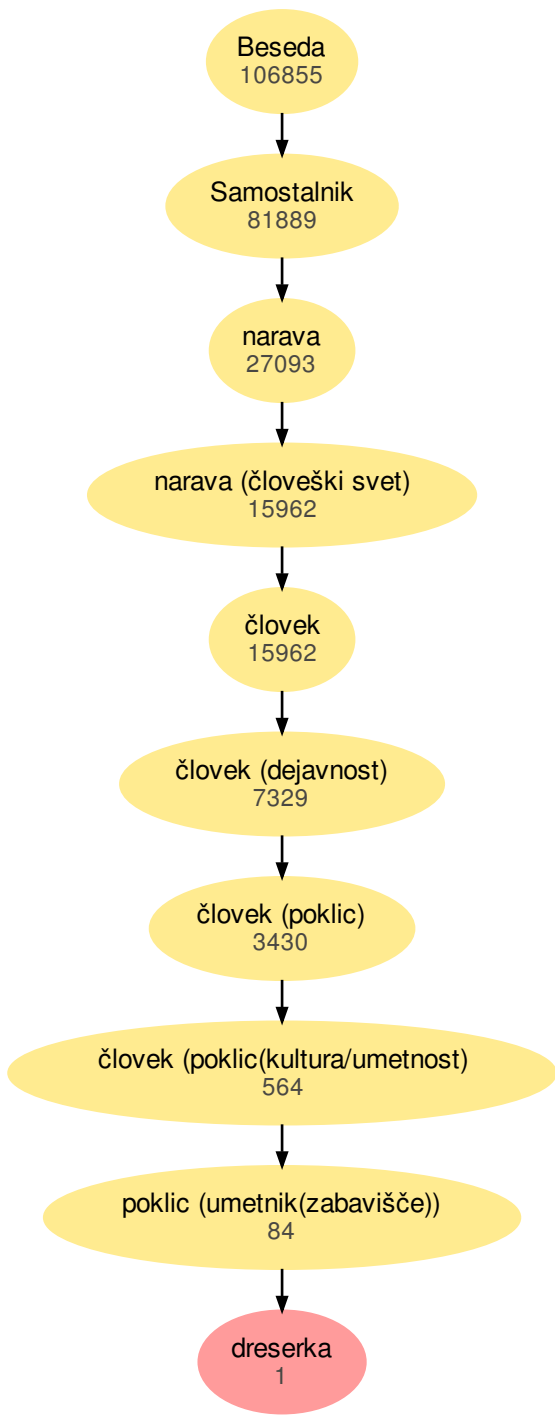 Beseda
106855
Samostalnik
81889
narava
27093
narava (človeški svet)
15962
človek
15962
človek (dejavnost)
7329
človek (poklic)
3430
človek (poklic(kultura/umetnost)
564
poklic (umetnik(zabavišče))
84
dreserka
1